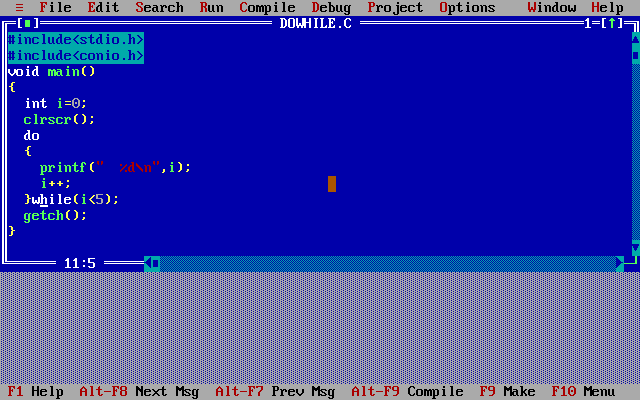 ≡ File Edit Search Run Compile Debug Project Options Window Help
[■] DOWHILE.C 1=[↑]
#include<stdio.h>
#include<conio.h>
void main()
{
int i=0;
clrscr();
do
{
printf("  %d\n",i);
i++;
}while(i<5);
getch();
}
11:5
F1 Help Alt-F8 Next Msg Alt-F7 Prev Msg Alt-F9 Compile F9 Make F10 Menu